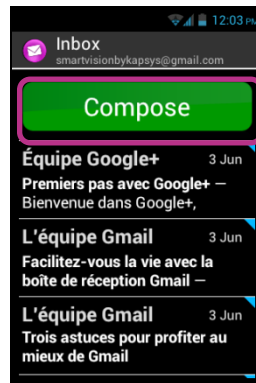 12:03 PM
Inbox
smartvisionbykapsys@gmail.com
Compose
Équipe Google+ 3 Jun
Premiers pas avec Google+ —
Bienvenue dans Google+,
L'équipe Gmail 3 Jun
Facilitez-vous la vie avec la
boîte de réception Gmail —
L'équipe Gmail 3 Jun
Trois astuces pour profiter au
mieux de Gmail